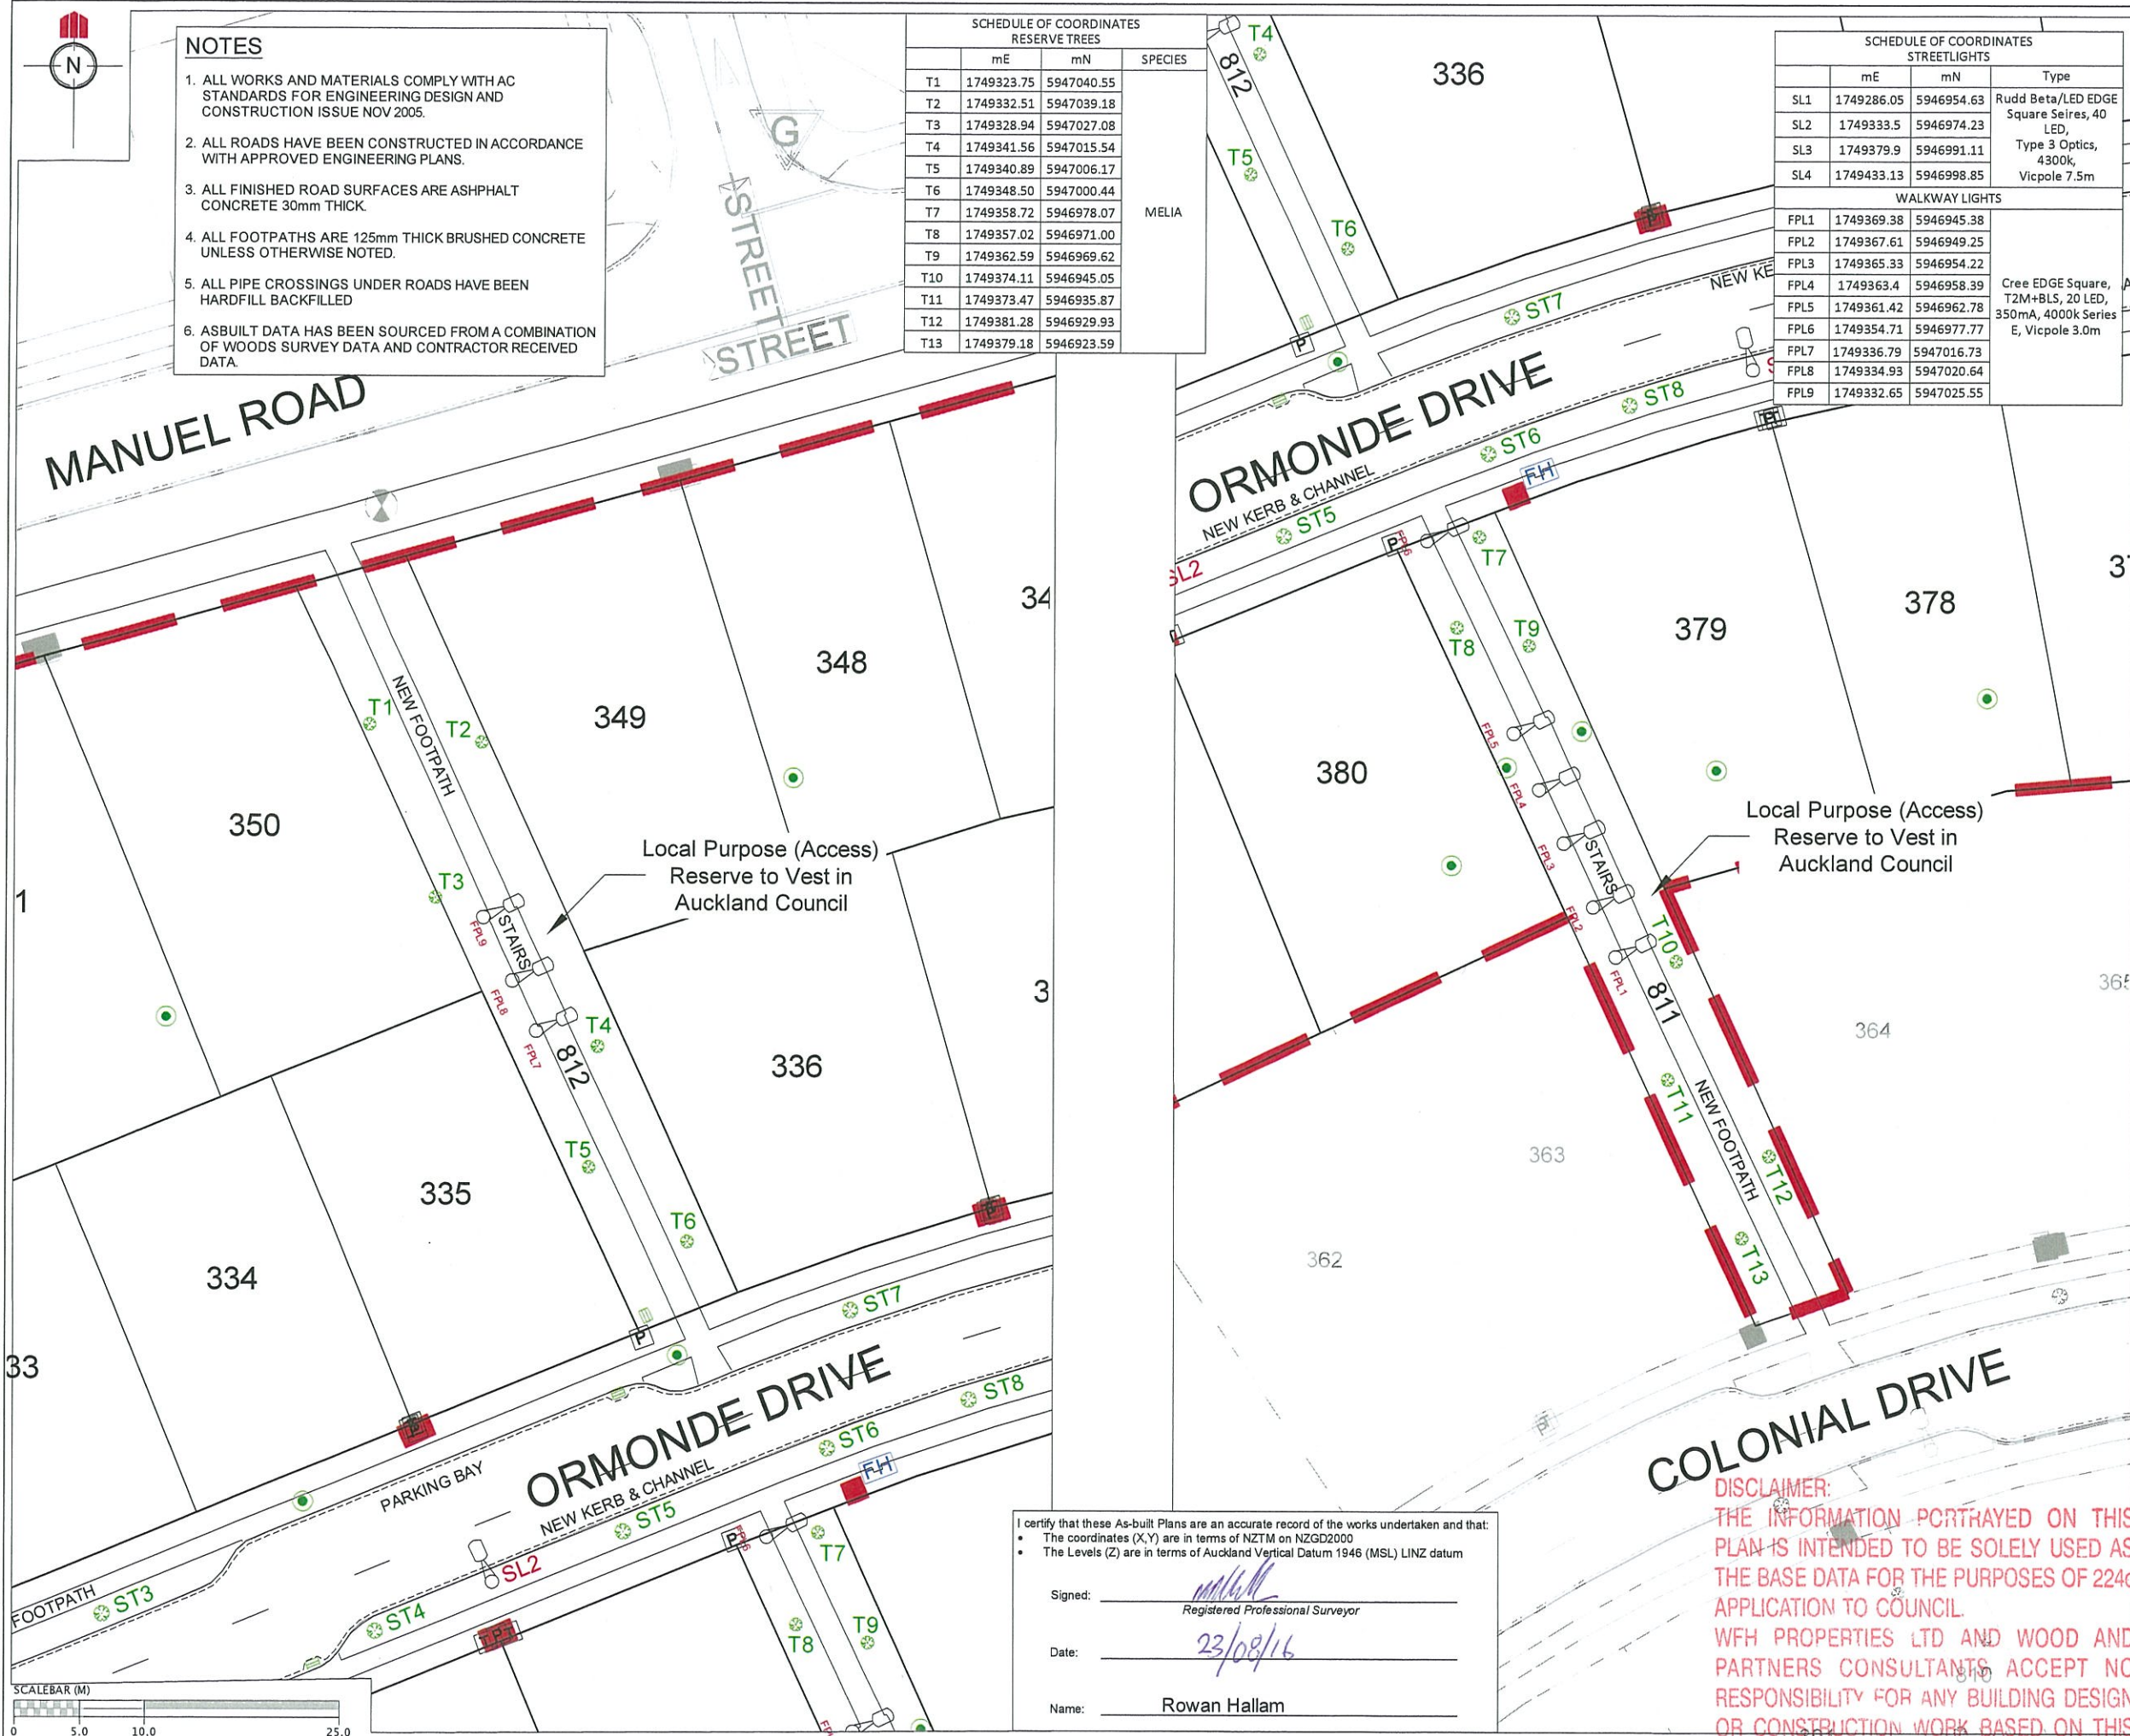 N
NOTES
1. ALL WORKS AND MATERIALS COMPLY WITH AC
STANDARDS FOR ENGINEERING DESIGN AND
CONSTRUCTION ISSUE NOV 2005.
2. ALL ROADS HAVE BEEN CONSTRUCTED IN ACCORDANCE
WITH APPROVED ENGINEERING PLANS.
3. ALL FINISHED ROAD SURFACES ARE ASHPHALT
CONCRETE 30mm THICK.
4. ALL FOOTPATHS ARE 125mm THICK BRUSHED CONCRETE
UNLESS OTHERWISE NOTED.
5. ALL PIPE CROSSINGS UNDER ROADS HAVE BEEN
HARDFILL BACKFILLED
6. ASBUILT DATA HAS BEEN SOURCED FROM A COMBINATION
OF WOODS SURVEY DATA AND CONTRACTOR RECEIVED
DATA.
SCHEDULE OF COORDINATES
RESERVE TREES
mE mN SPECIES
T1 1749323.75 5947040.55
T2 1749332.51 5947039.18
T3 1749328.94 5947027.08
T4 1749341.56 5947015.54
T5 1749340.89 5947006.17
T6 1749348.50 5947000.44
T7 1749358.72 5946978.07 MELIA
T8 1749357.02 5946971.00
T9 1749362.59 5946969.62
T10 1749374.11 5946945.05
T11 1749373.47 5946935.87
T12 1749381.28 5946929.93
T13 1749379.18 5946923.59
SCHEDULE OF COORDINATES
STREETLIGHTS
mE mN Type
SL1 1749286.05 5946954.63
SL2 1749333.5 5946974.23
SL3 1749379.9 5946991.11
SL4 1749433.13 5946998.85
Rudd Beta/LED EDGE
Square Seires, 40
LED,
Type 3 Optics,
4300k,
Vicpole 7.5m
WALKWAY LIGHTS
FPL1 1749369.38 5946945.38
FPL2 1749367.61 5946949.25
FPL3 1749365.33 5946954.22
FPL4 1749363.4 5946958.39
FPL5 1749361.42 5946962.78
FPL6 1749354.71 5946977.77
FPL7 1749336.79 5947016.73
FPL8 1749334.93 5947020.64
FPL9 1749332.65 5947025.55
Cree EDGE Square,
T2M+BLS, 20 LED,
350mA, 4000k Series
E, Vicpole 3.0m
G
STREET
STREET
MANUEL ROAD
T1
T2
NEW FOOTPATH
350
349
348
34
1
T3
Local Purpose (Access)
Reserve to Vest in
Auckland Council
FPL9
STAIRS
FPL8
FPL7
812
T4
336
3
T5
T6
335
334
33
P
P
P
ST7
ORMONDE DRIVE
PARKING BAY
NEW KERB & CHANNEL
ST8
ST6
ST5
FH
SL2
FOOTPATH
ST3
ST4
TPT
P
FPL6
T7
T8
T9
SCALEBAR (M)
0 5.0 10.0 25.0
T4
812
336
T5
T6
P
P
ST7
NEW KE
ORMONDE DRIVE
ST8
ST6
NEW KERB & CHANNEL
ST5
FH
SL2
P
FPL6
T7
T8
T9
379
378
37
380
FPL5
FPL4
FPL3
STAIRS
FPL2
FPL1
Local Purpose (Access)
Reserve to Vest in
Auckland Council
T10
811
365
364
T11
NEW FOOTPATH
363
T12
362
T13
COLONIAL DRIVE
I certify that these As-built Plans are an accurate record of the works undertaken and that:
• The coordinates (X,Y) are in terms of NZTM on NZGD2000
• The Levels (Z) are in terms of Auckland Vertical Datum 1946 (MSL) LINZ datum
Signed:
Registered Professional Surveyor
Date: 23/08/16
Name: Rowan Hallam
DISCLAIMER:
THE INFORMATION PORTRAYED ON THIS
PLAN IS INTENDED TO BE SOLELY USED AS
THE BASE DATA FOR THE PURPOSES OF 224c
APPLICATION TO COUNCIL.
WFH PROPERTIES LTD AND WOOD AND
PARTNERS CONSULTANTS ACCEPT NO
RESPONSIBILITY FOR ANY BUILDING DESIGN
OR CONSTRUCTION WORK BASED ON THIS